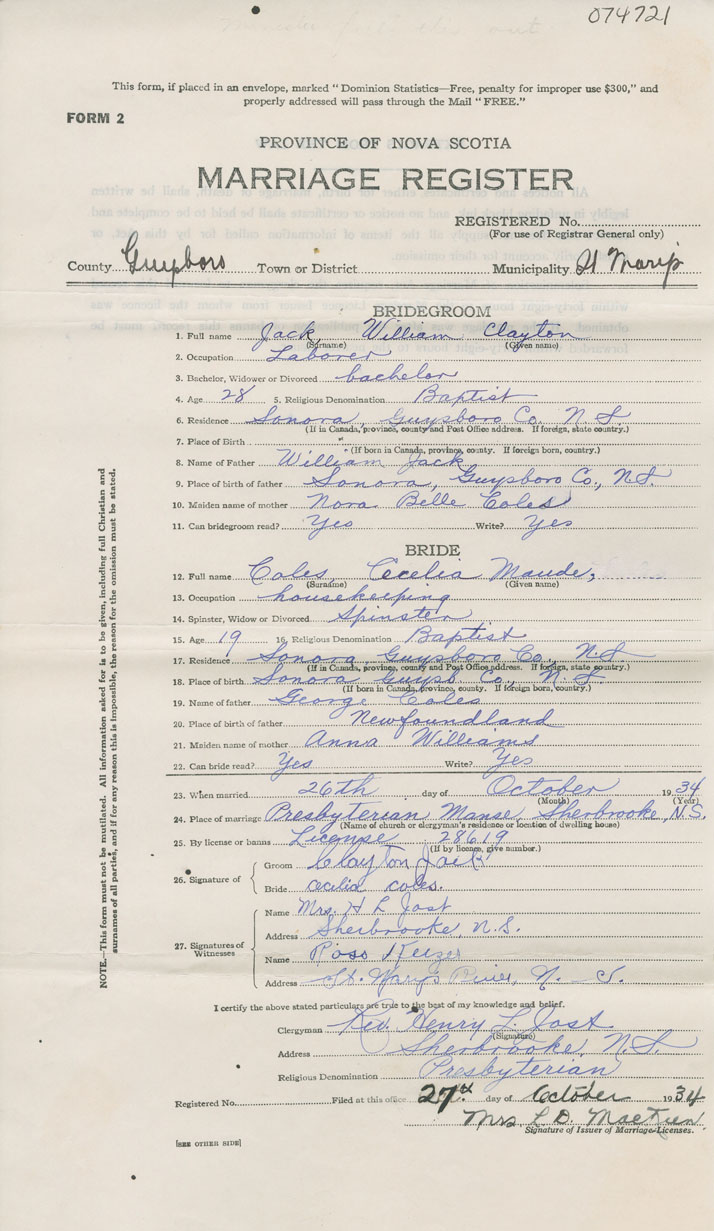 074721
This form, if placed in an envelope, marked "Dominion Statistics—Free, penalty for improper use $300," and
properly addressed will pass through the Mail "FREE."
FORM 2
PROVINCE OF NOVA SCOTIA
MARRIAGE REGISTER
REGISTERED No.
(For use of Registrar General only)
County Guysboro Town or District Municipality St Marys
BRIDEGROOM
1. Full name Jack, William Clayton
(Surname) (Given name)
2. Occupation Laborer
3. Bachelor, Widower or Divorced bachelor
4. Age 28 5. Religious Denomination Baptist
6. Residence Sonora, Guysboro Co. N.S.
(If in Canada, province, county and Post Office address. If foreign, state country.)
7. Place of Birth "
(If born in Canada, province, county. If foreign born, country.)
8. Name of Father William Jack
9. Place of birth of father Sonora, Guysboro Co., N.S.
10. Maiden name of mother Nora Belle Coles
11. Can bridegroom read? Yes Write? Yes
BRIDE
12. Full name Coles, Cecelia Maude,
(Surname) (Given name)
13. Occupation housekeeping
14. Spinster, Widow or Divorced Spinster
15. Age 19 16. Religious Denomination Baptist
17. Residence Sonora Guysboro Co., N.S.
(If in Canada, province, county and Post Office address. If foreign, state country.)
18. Place of birth Sonora Guysb Co., N.S
(If born in Canada, province, county. If foreign born, country.)
19. Name of father George Coles
20. Place of birth of father Newfoundland
21. Maiden name of mother Anna Williams
22. Can bride read? Yes Write? Yes
23. When married 26th day of October 1934
(Month) (Year)
24. Place of marriage Presbyterian Manse, Sherbrooke, N.S.
(Name of church or clergyman's residence or location of dwelling house)
25. By license or banns License 28619
(If by licence, give number.)
26. Signature of
Groom Clayton Jack
Bride cecilia coles.
27. Signatures of Witnesses
Name Mrs. H L Jost
Address Sherbrooke, N.S.
Name Ross Keizer
Address St. Mary's River, N. S.
I certify the above stated particulars are true to the best of my knowledge and belief.
Clergyman Rev. Henry L. Jost
(Signature)
Address Sherbrooke, N.S.
Religious Denomination Presbyterian
Registered No. Filed at this office 27th day of October 1934
Mrs. L. D.
Signature of Issuer of Marriage Licenses.
[SEE OTHER SIDE]
NOTE.—This form must not be mutilated. All information asked for is to be given, including full Christian and
surnames of all parties, and if for any reason this is impossible, the reason for the omission must be stated.